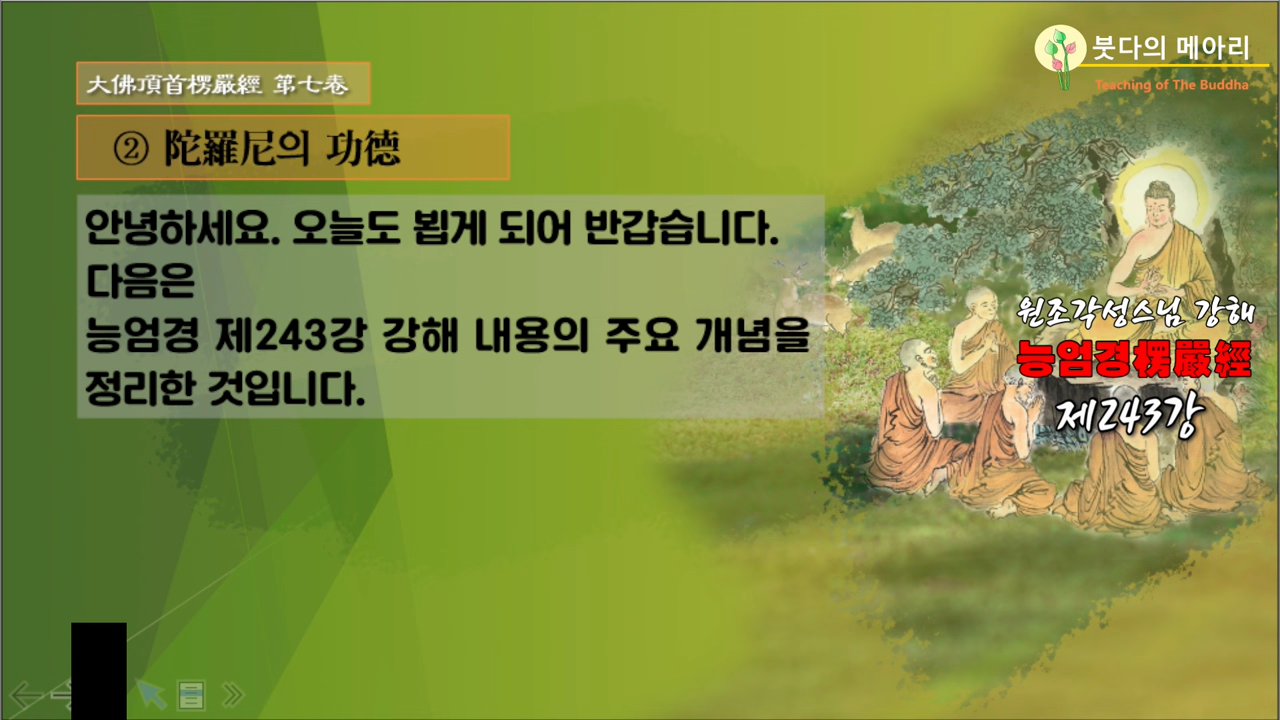 붓다의 메아리
Teaching of The Buddha
大佛頂首楞嚴經 第七卷
② 陀羅尼의 功德
안녕하세요. 오늘도 뵙게 되어 반갑습니다.
다음은
능엄경 제243강 강해 내용의 주요 개념을
정리한 것입니다.
원조각성스님 강해
능엄경楞嚴經
제243강